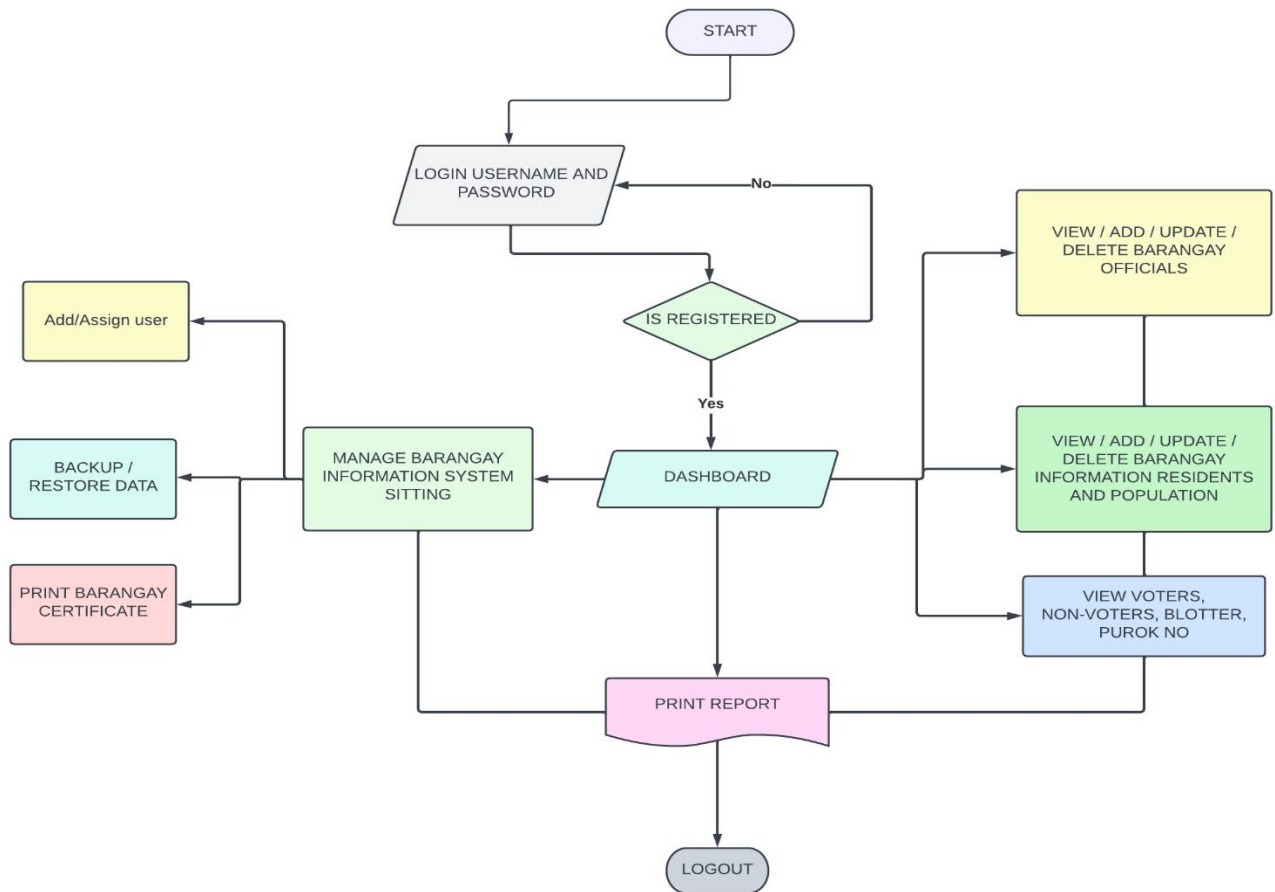 START
LOGIN USERNAME AND
PASSWORD
No
VIEW / ADD / UPDATE /
DELETE BARANGAY
OFFICIALS
Add/Assign user
IS REGISTERED
Yes
BACKUP /
RESTORE DATA
MANAGE BARANGAY
INFORMATION SYSTEM
SITTING
DASHBOARD
VIEW / ADD / UPDATE /
DELETE BARANGAY
INFORMATION RESIDENTS
AND POPULATION
PRINT BARANGAY
CERTIFICATE
VIEW VOTERS,
NON-VOTERS, BLOTTER,
PUROK NO
PRINT REPORT
LOGOUT